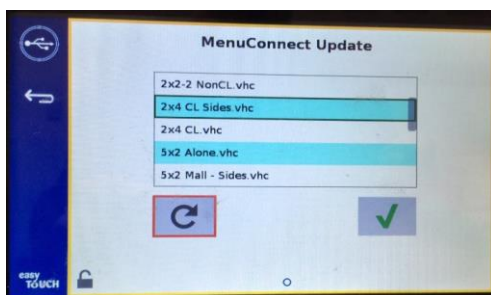 MenuConnect Update
2x2-2 NonCL.vhc
2x4 CL Sides.vhc
2x4 CL.vhc
5x2 Alone.vhc
5x2 Mall - Sides.vhc
easy
TOUCH